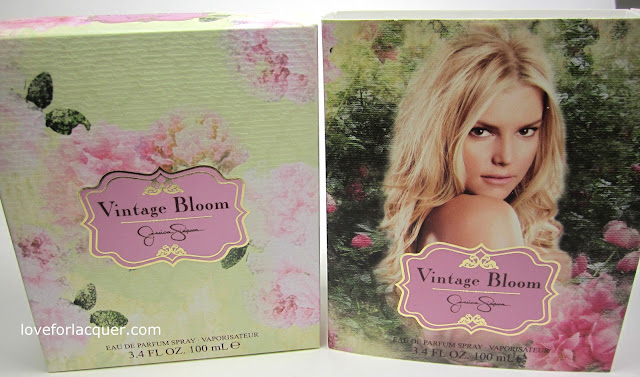 Vintage Bloom
Jessica Simpson
EAU DE PARFUM SPRAY · VAPORISATEUR
3.4 FL OZ. 100 mL℮
Vintage Bloom
Jessica Simpson
EAU DE PARFUM SPRAY · VAPORISATEUR
3.4 FL OZ. 100 mL℮
loveforlacquer.com